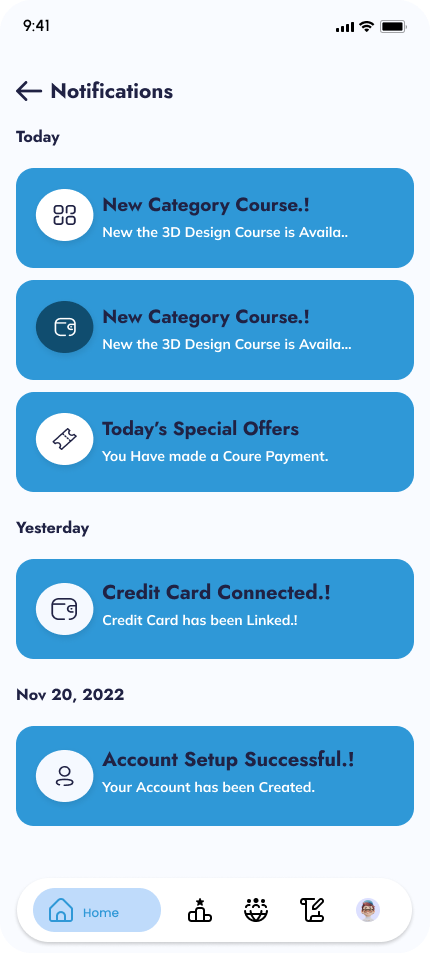 9:41
Notifications
Today
New Category Course.!
New the 3D Design Course is Availa..
New Category Course.!
New the 3D Design Course is Availa...
Today's Special Offers
You Have made a Coure Payment.
Yesterday
Credit Card Connected.!
Credit Card has been Linked.!
Nov 20, 2022
Account Setup Successful.!
Your Account has been Created.
Home